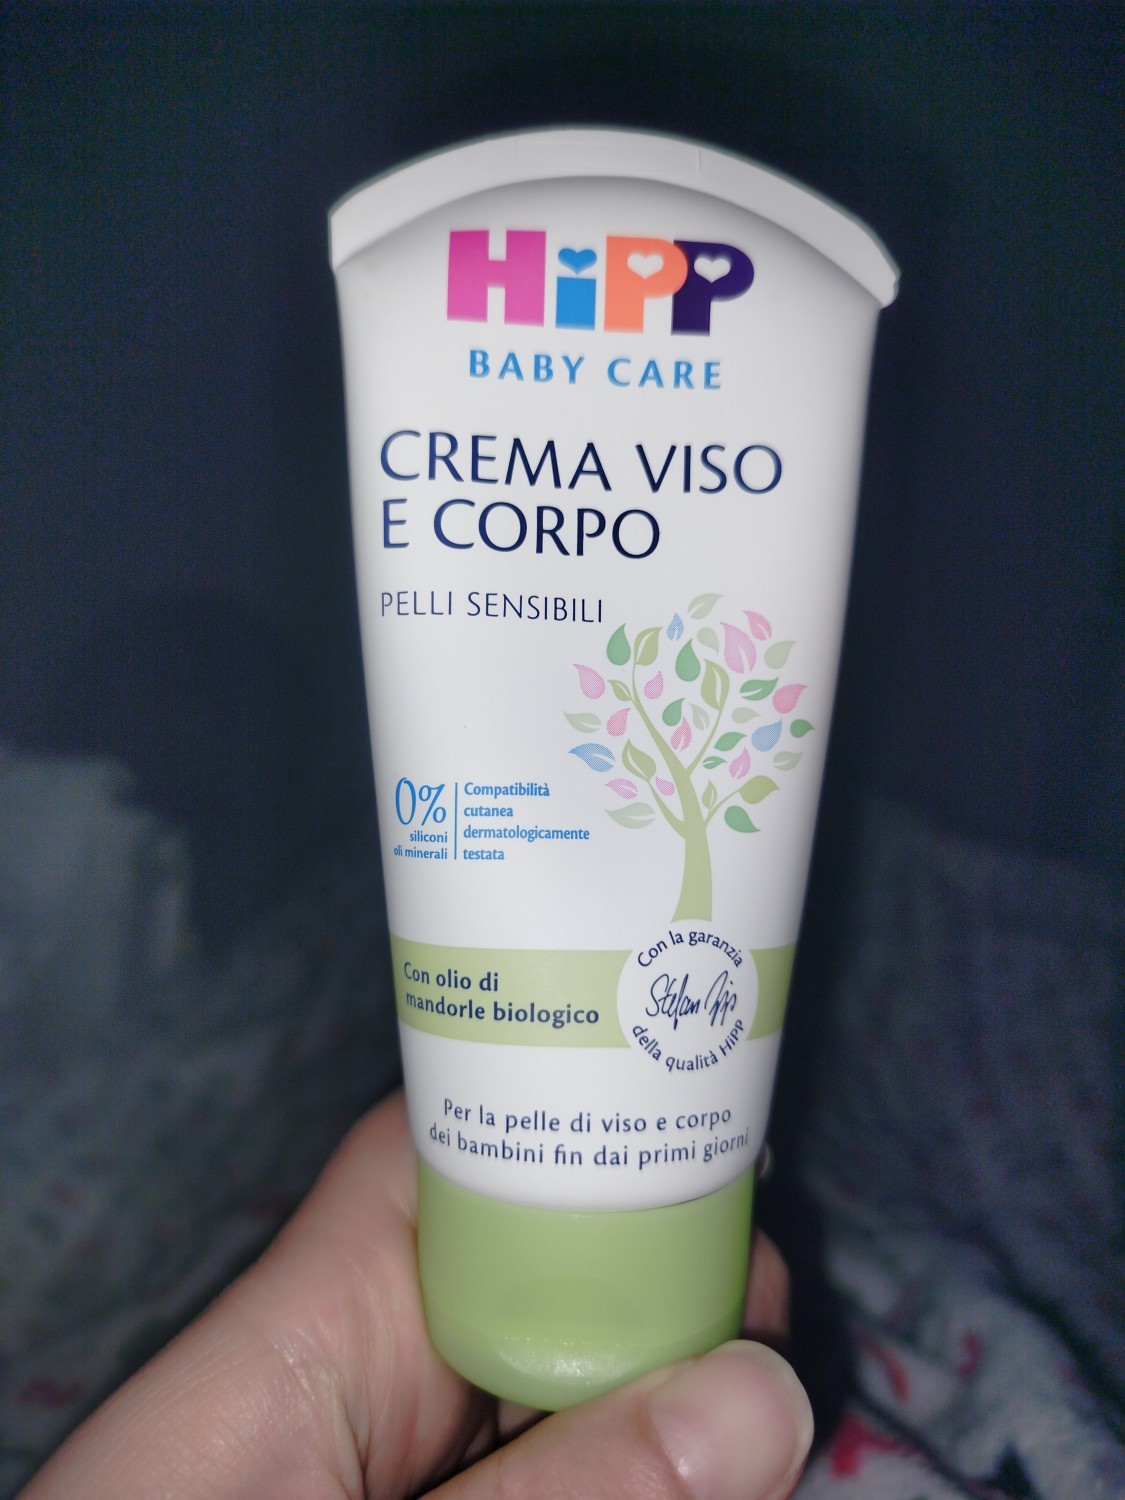 HiPP
BABY CARE
CREMA VISO
E CORPO
PELLI SENSIBILI
0%
siliconi
oli minerali
Compatibilità
cutanea
dermatologicamente
testata
Con olio di
mandorle biologico
Con la garanzia
Stefan Hipp
della qualità HiPP
Per la pelle di viso e corpo
dei bambini fin dai primi giorni